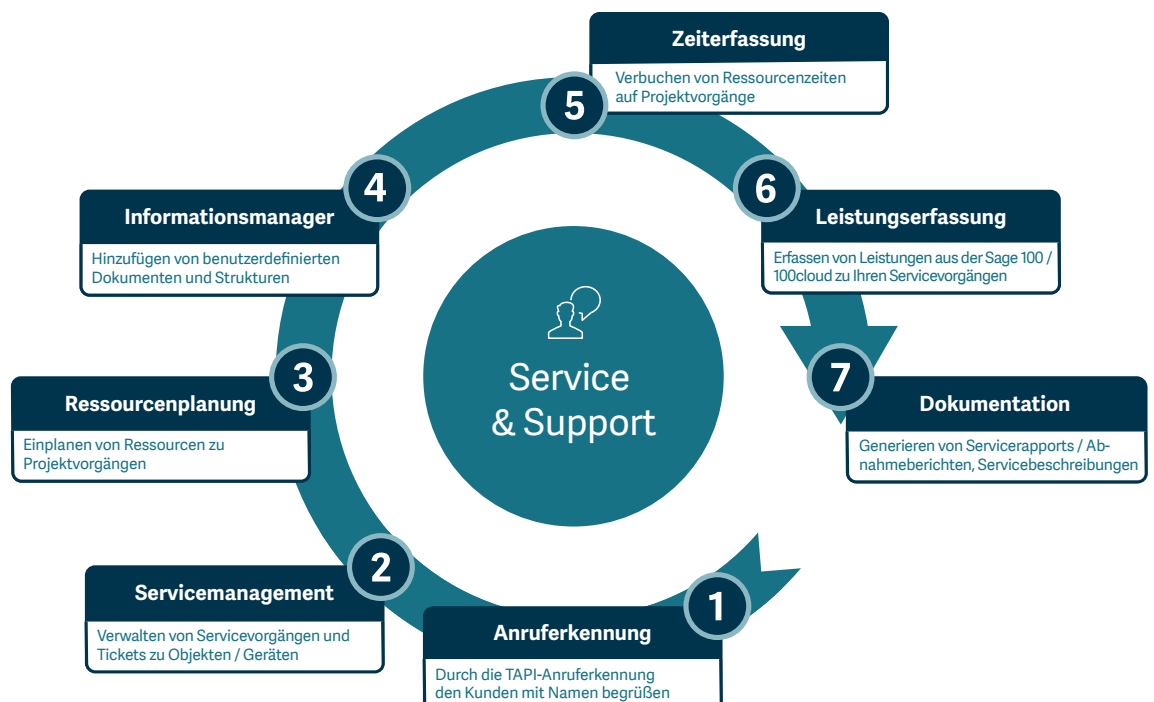 5
Zeiterfassung
Verbuchen von Ressourcenzeiten
auf Projektvorgänge
4
Informationsmanager
Hinzufügen von benutzerdefinierten
Dokumenten und Strukturen
6
Leistungserfassung
Erfassen von Leistungen aus der Sage 100 /
100cloud zu Ihren Servicevorgängen
3
Ressourcenplanung
Einplanen von Ressourcen zu
Projektvorgängen
Service
& Support
7
Dokumentation
Generieren von Servicerapports / Ab-
nahmeberichten, Servicebeschreibungen
2
Servicemanagement
Verwalten von Servicevorgängen und
Tickets zu Objekten / Geräten
1
Anruferkennung
Durch die TAPI-Anruferkennung
den Kunden mit Namen begrüßen